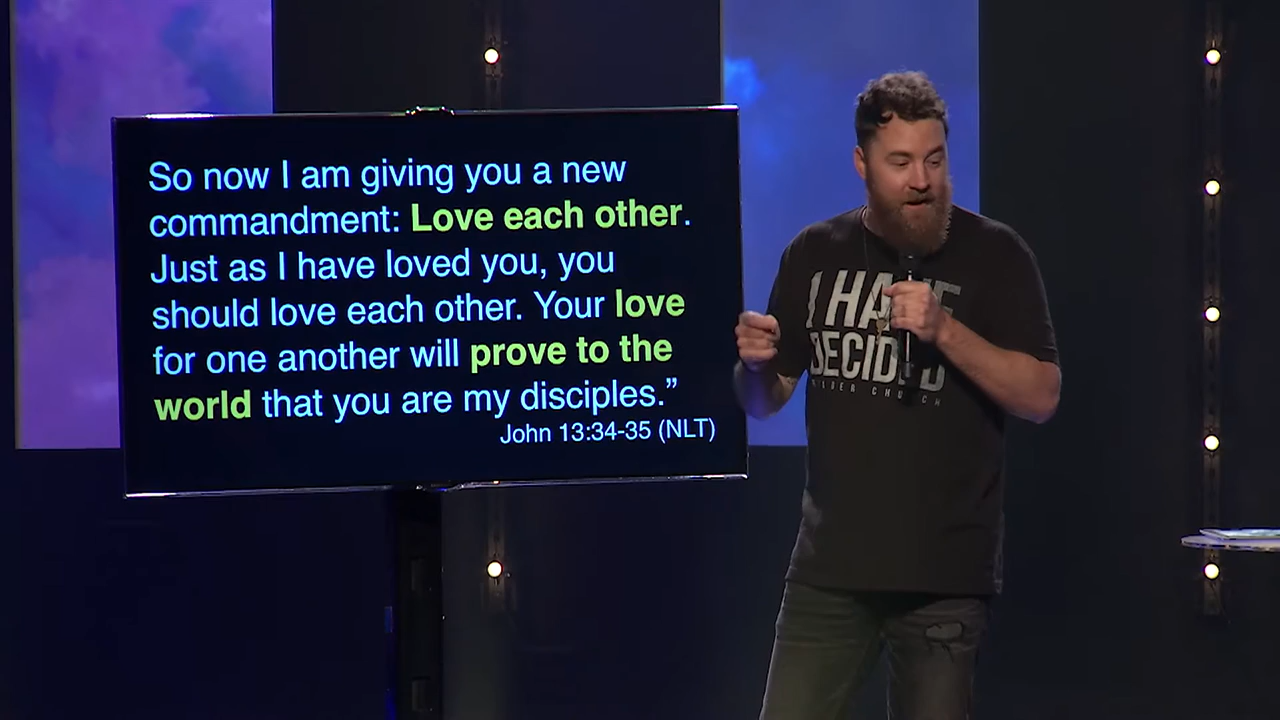 So now I am giving you a new
commandment: Love each other.
Just as I have loved you, you
should love each other. Your love
for one another will prove to the
world that you are my disciples.”
John 13:34-35 (NLT)
I HAVE
DECIDED